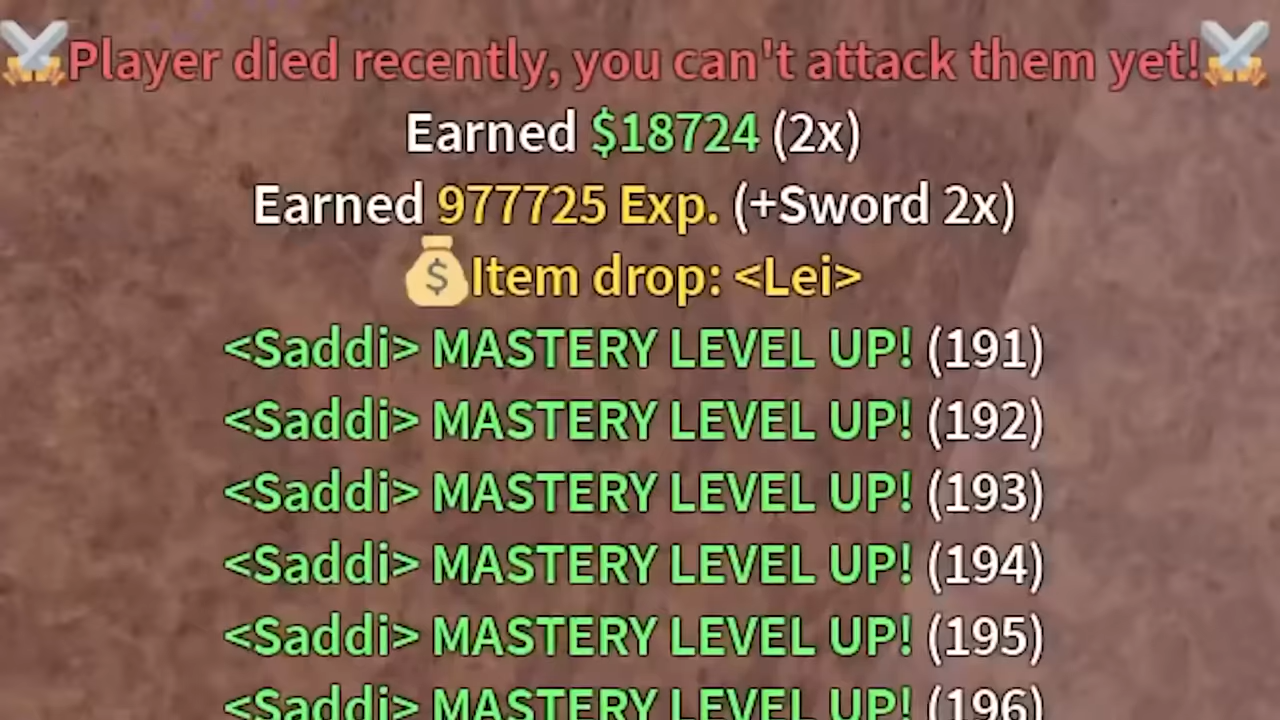 Player died recently, you can't attack them yet!
Earned $18724 (2x)
Earned 977725 Exp. (+Sword 2x)
Item drop: <Lei>
<Saddi> MASTERY LEVEL UP! (191)
<Saddi> MASTERY LEVEL UP! (192)
<Saddi> MASTERY LEVEL UP! (193)
<Saddi> MASTERY LEVEL UP! (194)
<Saddi> MASTERY LEVEL UP! (195)
<Saddi> MASTERY LEVEL UP! (196)